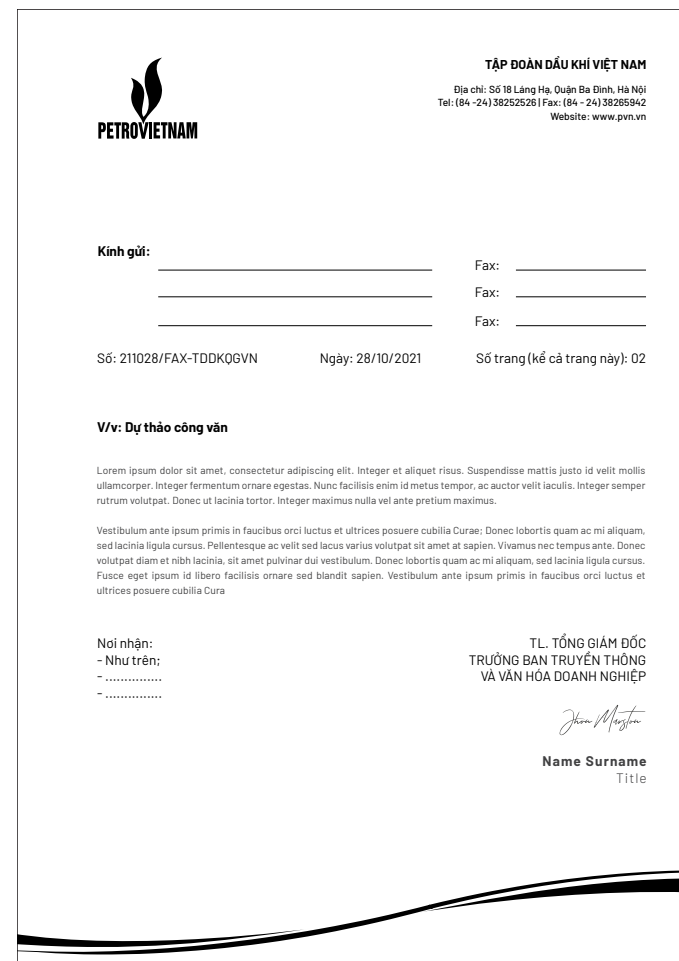 PETROVIETNAM
TẬP ĐOÀN DẦU KHÍ VIỆT NAM
Địa chỉ: Số 18 Láng Hạ, Quận Ba Đình, Hà Nội
Tel: (84 -24) 38252526 | Fax: (84 - 24) 38265942
Website: www.pvn.vn
Kính gửi:
Fax:
Fax:
Fax:
Số: 211028/FAX-TDDKQGVN Ngày: 28/10/2021 Số trang (kể cả trang này): 02
V/v: Dự thảo công văn
Lorem ipsum dolor sit amet, consectetur adipiscing elit. Integer et aliquet risus. Suspendisse mattis justo id velit mollis
ullamcorper. Integer fermentum ornare egestas. Nunc facilisis enim id metus tempor, ac auctor velit iaculis. Integer semper
rutrum volutpat. Donec ut lacinia tortor. Integer maximus nulla vel ante pretium maximus.
Vestibulum ante ipsum primis in faucibus orci luctus et ultrices posuere cubilia Curae; Donec lobortis quam ac mi aliquam,
sed lacinia ligula cursus. Pellentesque ac velit sed lacus varius volutpat sit amet at sapien. Vivamus nec tempus ante. Donec
volutpat diam et nibh lacinia, sit amet pulvinar dui vestibulum. Donec lobortis quam ac mi aliquam, sed lacinia ligula cursus.
Fusce eget ipsum id libero facilisis ornare sed blandit sapien. Vestibulum ante ipsum primis in faucibus orci luctus et
ultrices posuere cubilia Cura
Nơi nhận:
- Như trên;
- ...............
- ...............
TL. TỔNG GIÁM ĐỐC
TRƯỞNG BAN TRUYỀN THÔNG
VÀ VĂN HÓA DOANH NGHIỆP
Jhon Marston
Name Surname
Title